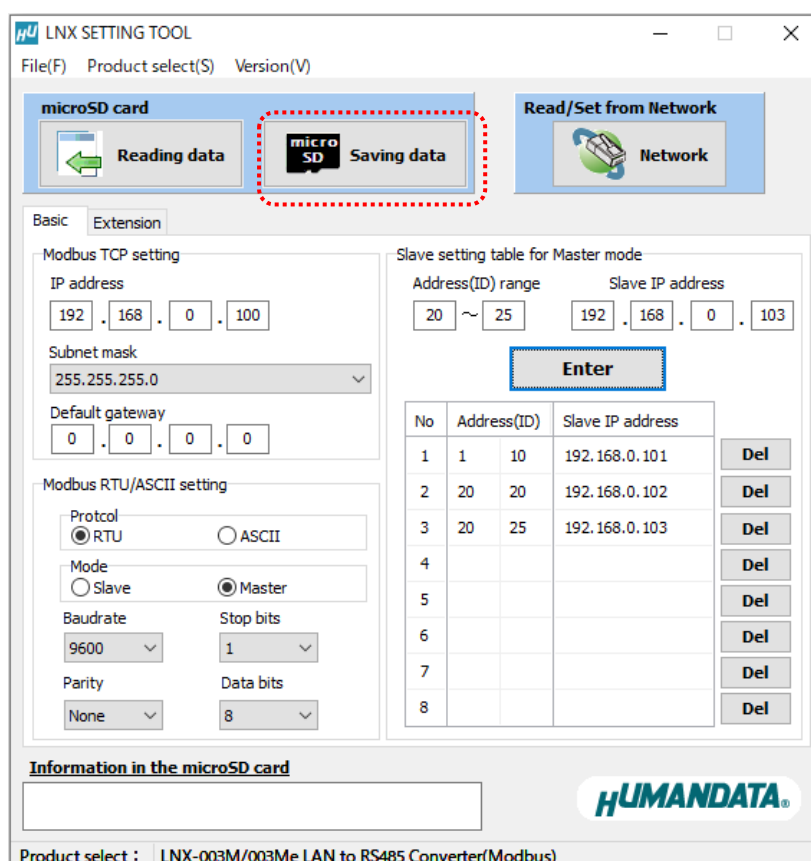 HU LNX SETTING TOOL
File(F) Product select(S) Version(V)
microSD card
Reading data
micro
SD
Saving data
Read/Set from Network
Network
Basic Extension
Modbus TCP setting
IP address
192 . 168 . 0 . 100
Subnet mask
255.255.255.0
Default gateway
0 . 0 . 0 . 0
Modbus RTU/ASCII setting
Protcol
RTU ASCII
Mode
Slave Master
Baudrate Stop bits
9600 1
Parity Data bits
None 8
Slave setting table for Master mode
Address(ID) range Slave IP address
20 ~ 25 192 . 168 . 0 . 103
Enter
No Address(ID) Slave IP address
1 1 10 192.168.0.101 Del
2 20 20 192.168.0.102 Del
3 20 25 192.168.0.103 Del
4 Del
5 Del
6 Del
7 Del
8 Del
Information in the microSD card
HUMANDATA®
Product select : LNX-003M/003Me LAN to RS485 Converter(Modbus)